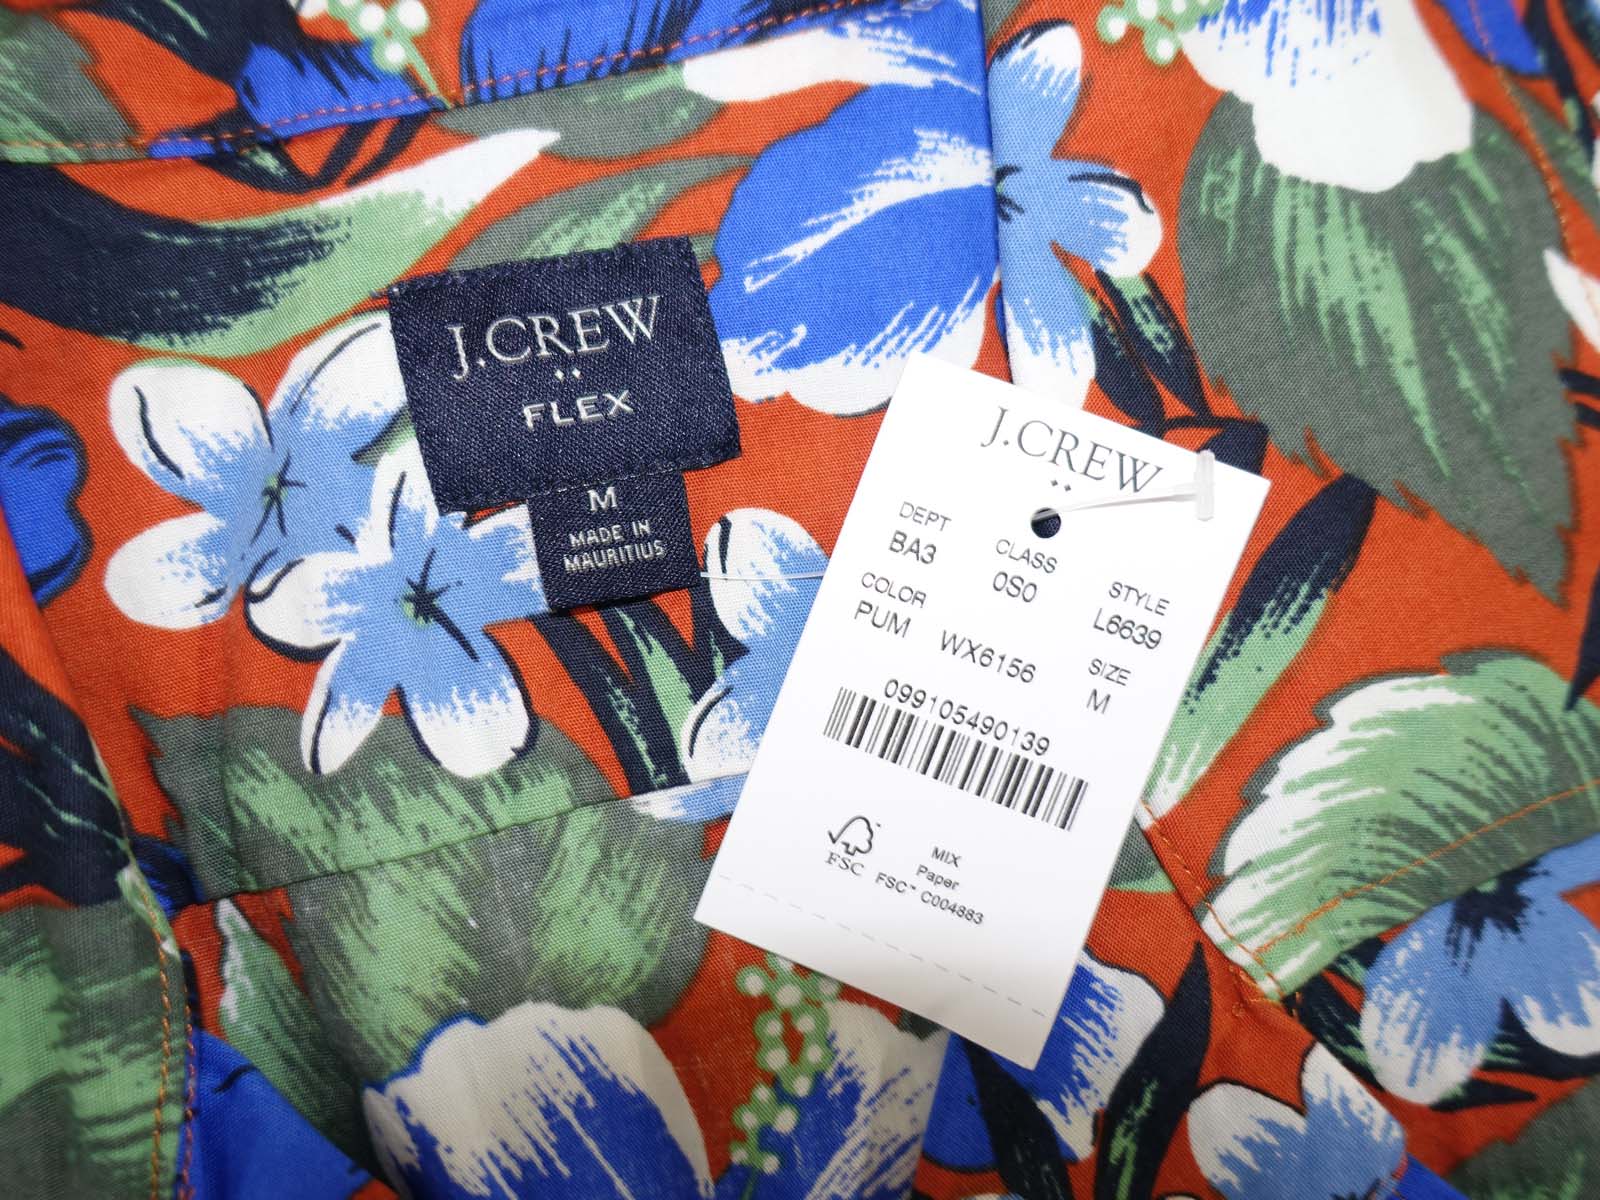 J.CREW
FLEX
M
MADE IN
MAURITIUS
J.CREW
DEPT CLASS STYLE
BA3 0S0 L6639
COLOR SIZE
PUM WX6156 M
099105490139
FSC
MIX
Paper
FSC™ C004883